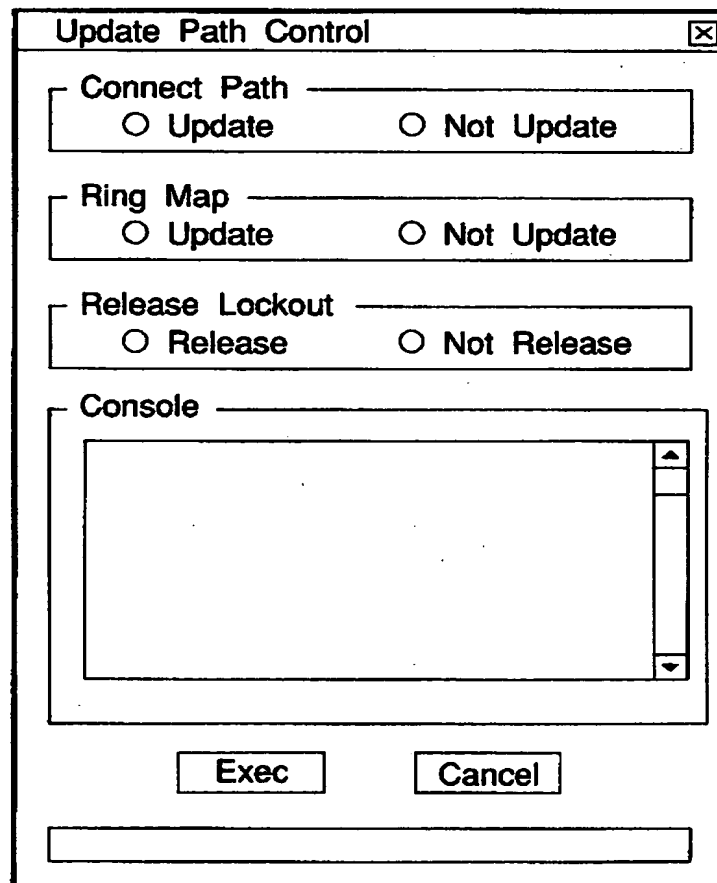 Update Path Control
Connect Path
Update Not Update
Ring Map
Update Not Update
Release Lockout
Release Not Release
Console
Exec Cancel